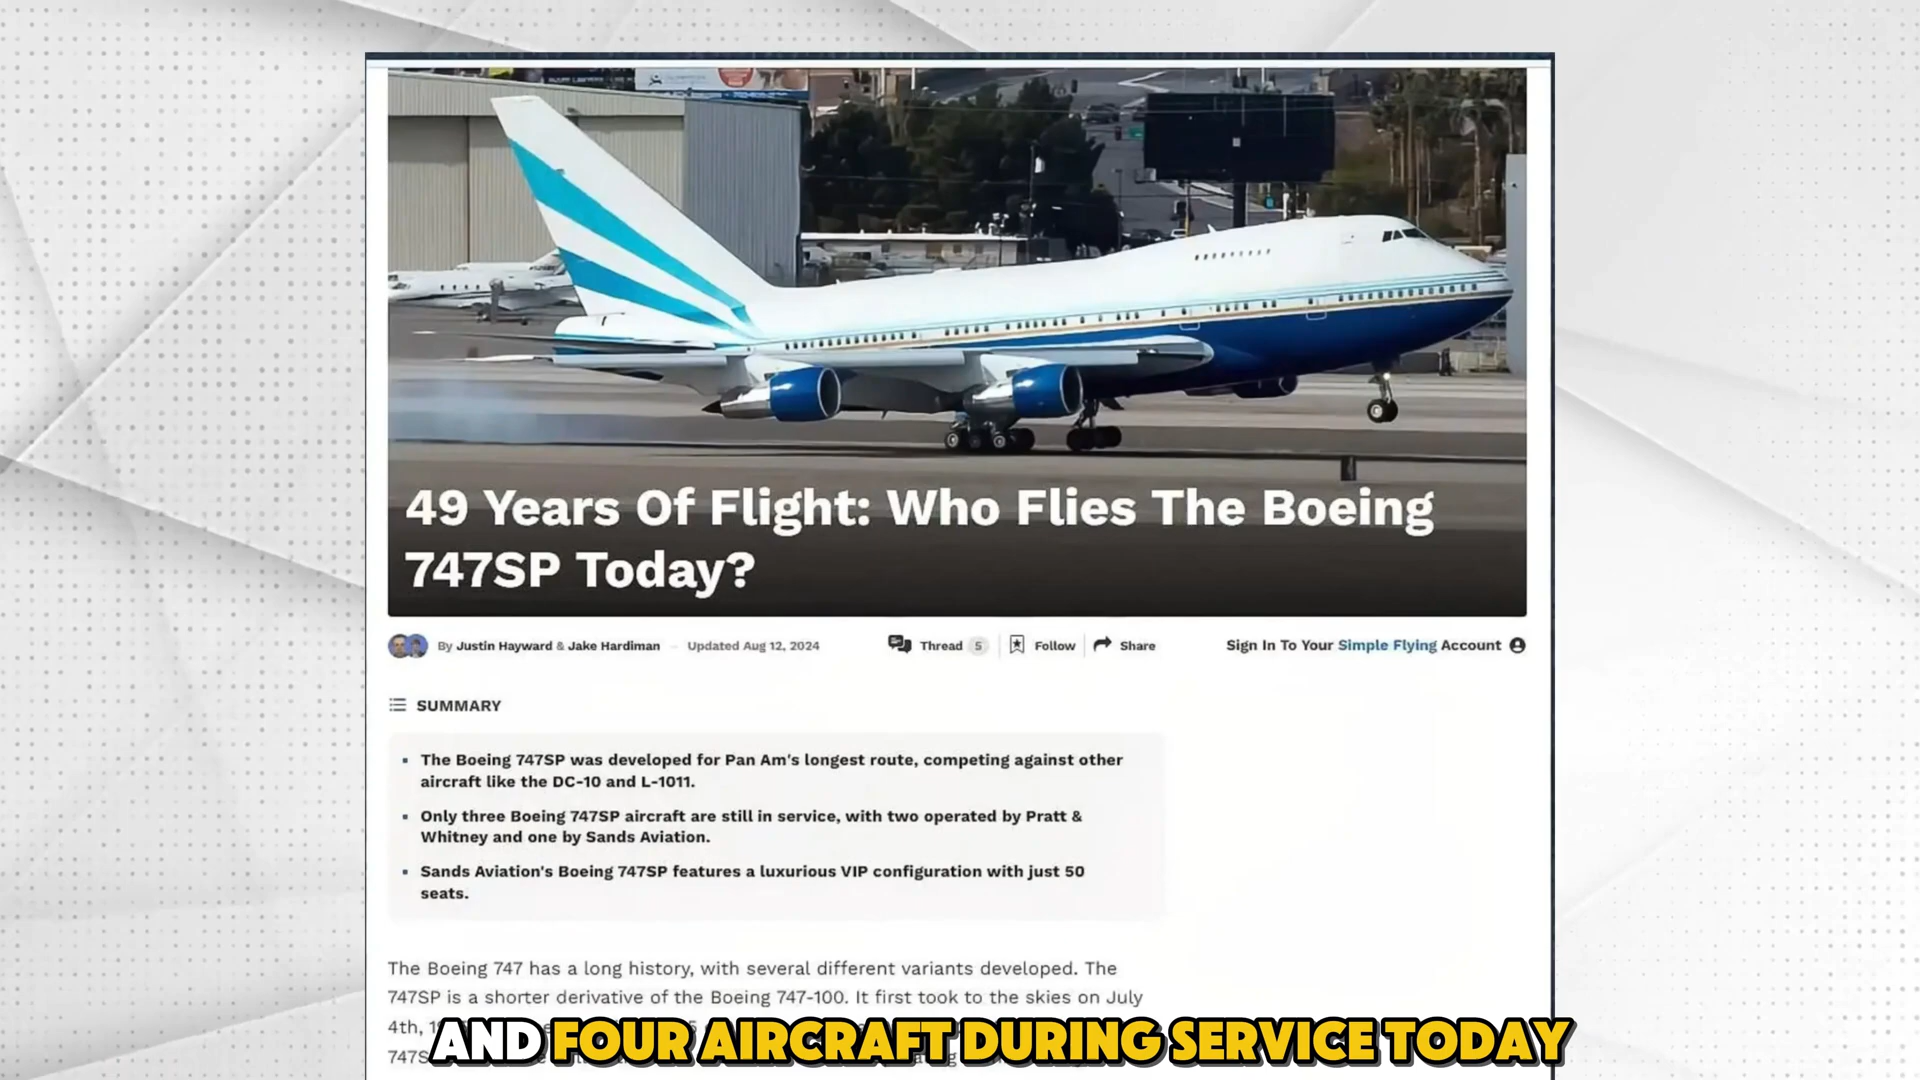 49 Years Of Flight: Who Flies The Boeing
747SP Today?
By Justin Hayward & Jake Hardiman
Updated Aug 12, 2024
Thread 5
Follow
Share
Sign In To Your Simple Flying Account
SUMMARY
The Boeing 747SP was developed for Pan Am's longest route, competing against other
aircraft like the DC-10 and L-1011.
Only three Boeing 747SP aircraft are still in service, with two operated by Pratt &
Whitney and one by Sands Aviation.
Sands Aviation's Boeing 747SP features a luxurious VIP configuration with just 50
seats.
The Boeing 747 has a long history, with several different variants developed. The
747SP is a shorter derivative of the Boeing 747-100. It first took to the skies on July
4th,
AND FOUR AIRCRAFT DURING SERVICE TODAY